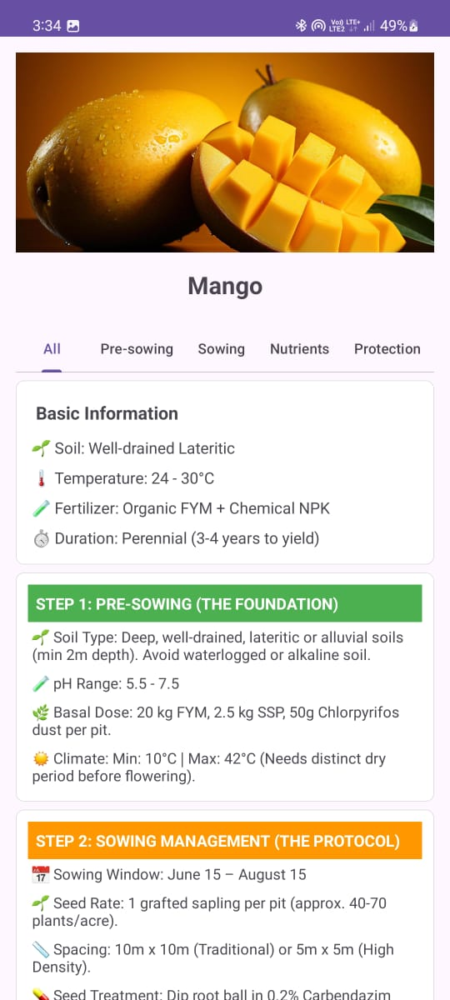 3:34
Vo) LTE+
LTE2
49%
Mango
All Pre-sowing Sowing Nutrients Protection
Basic Information
Soil: Well-drained Lateritic
Temperature: 24 - 30°C
Fertilizer: Organic FYM + Chemical NPK
Duration: Perennial (3-4 years to yield)
STEP 1: PRE-SOWING (THE FOUNDATION)
Soil Type: Deep, well-drained, lateritic or alluvial soils
(min 2m depth). Avoid waterlogged or alkaline soil.
pH Range: 5.5 - 7.5
Basal Dose: 20 kg FYM, 2.5 kg SSP, 50g Chlorpyrifos
dust per pit.
Climate: Min: 10°C | Max: 42°C (Needs distinct dry
period before flowering).
STEP 2: SOWING MANAGEMENT (THE PROTOCOL)
17 Sowing Window: June 15 – August 15
Seed Rate: 1 grafted sapling per pit (approx. 40-70
plants/acre).
Spacing: 10m x 10m (Traditional) or 5m x 5m (High
Density).
Seed Treatment: Dip root ball in 0.2% Carbendazim